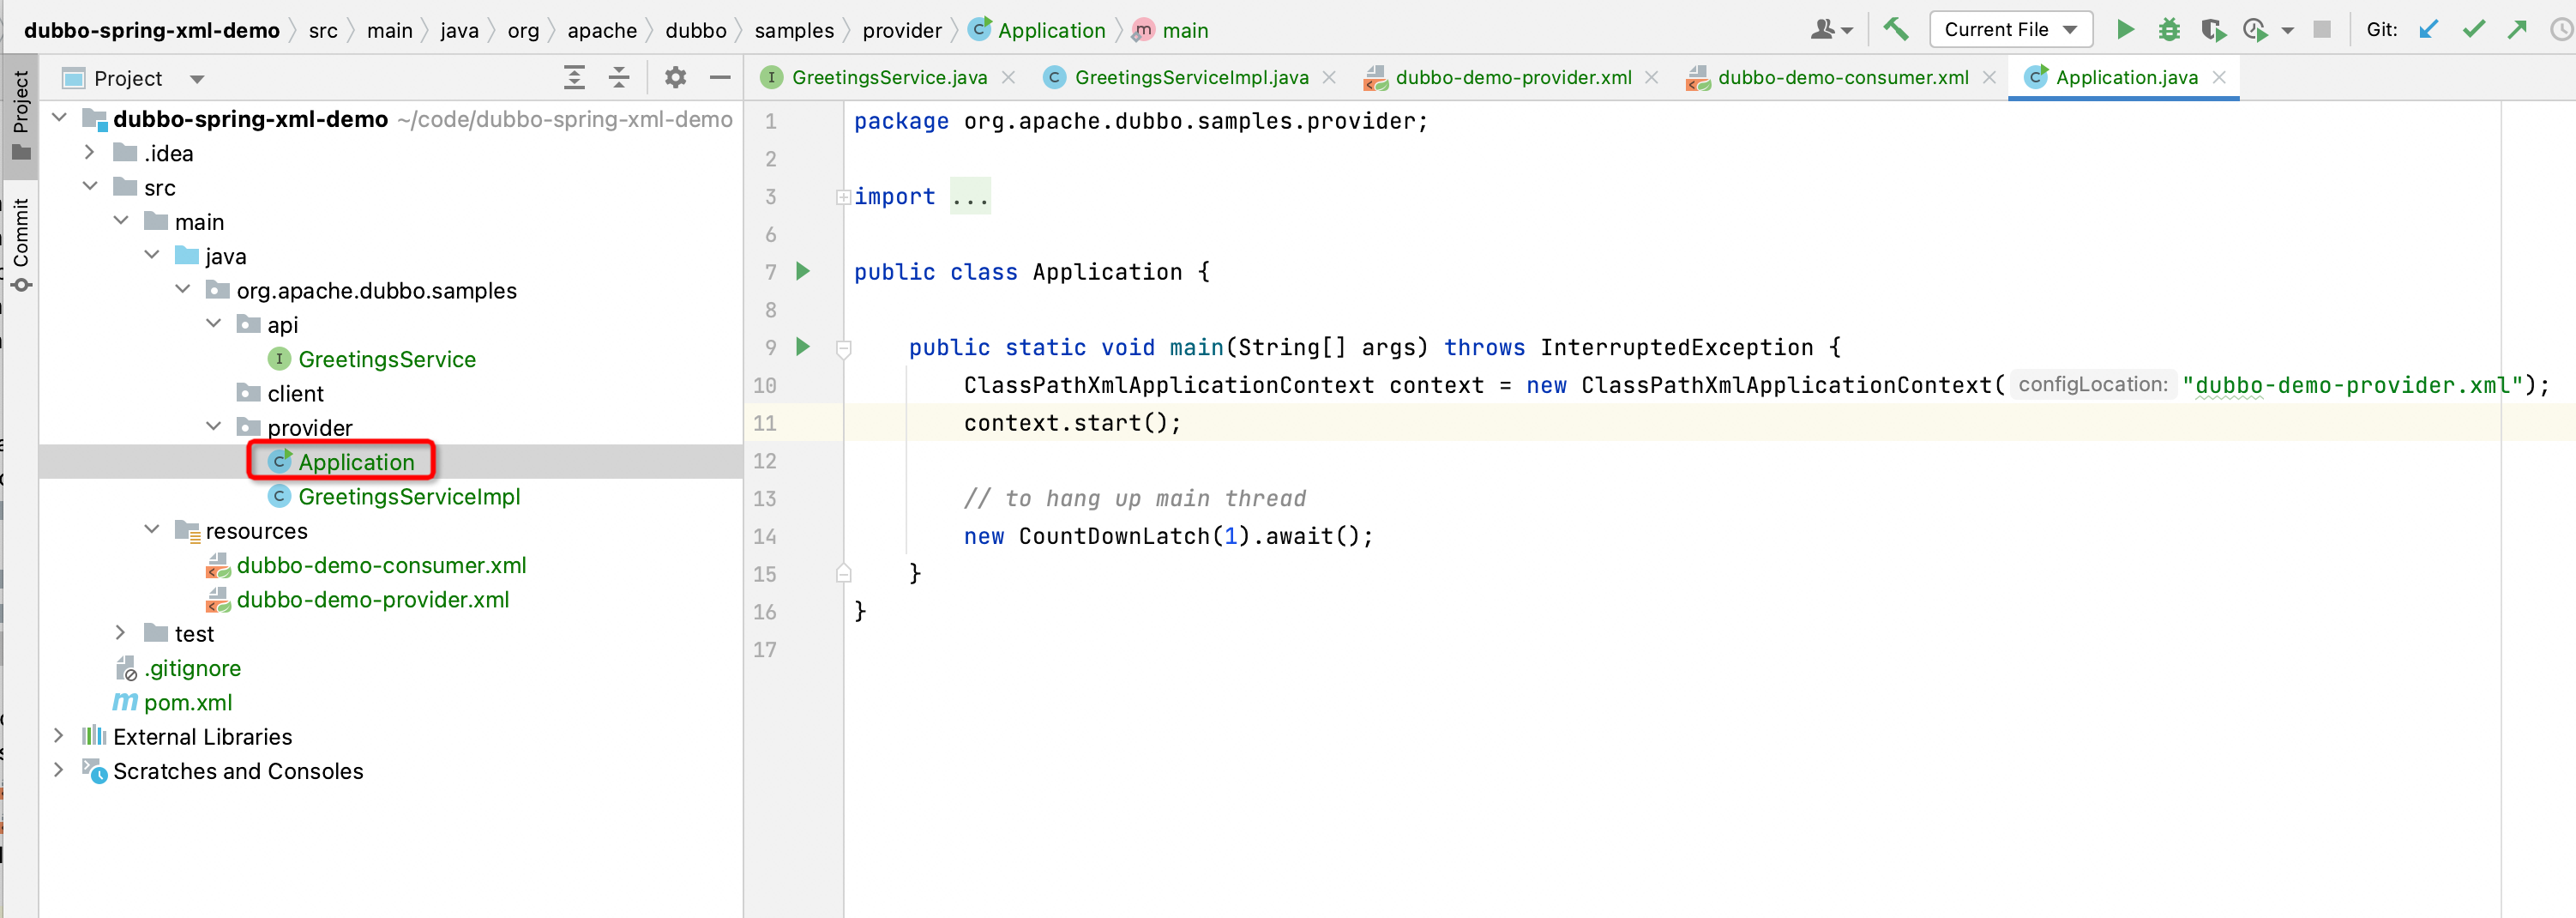 dubbo-spring-xml-demo src main java org apache dubbo samples provider Application main
Current File
Git:
Project
Commit
Project
GreetingsService.java
GreetingsServiceImpl.java
dubbo-demo-provider.xml
dubbo-demo-consumer.xml
Application.java
dubbo-spring-xml-demo ~/code/dubbo-spring-xml-demo
.idea
src
main
java
org.apache.dubbo.samples
api
GreetingsService
client
provider
Application
GreetingsServiceImpl
resources
dubbo-demo-consumer.xml
dubbo-demo-provider.xml
test
.gitignore
pom.xml
External Libraries
Scratches and Consoles
1 package org.apache.dubbo.samples.provider;
2
3 import ...
6
7 public class Application {
8
9 public static void main(String[] args) throws InterruptedException {
10 ClassPathXmlApplicationContext context = new ClassPathXmlApplicationContext( configLocation: "dubbo-demo-provider.xml");
11 context.start();
12
13 // to hang up main thread
14 new CountDownLatch(1).await();
15 }
16 }
17